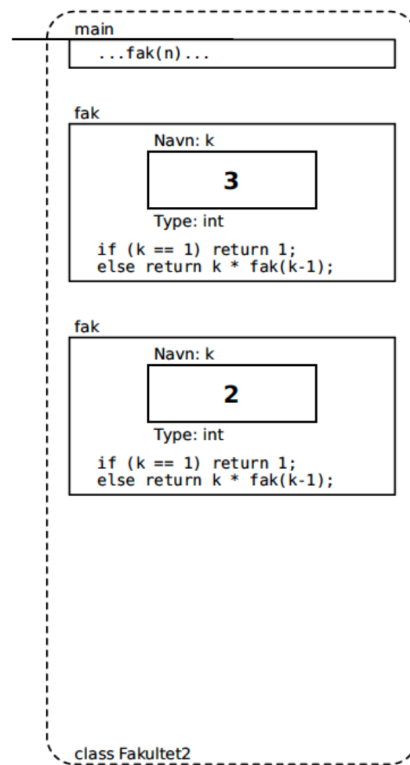 main
...fak(n)...
fak
Navn: k
3
Type: int
if (k == 1) return 1;
else return k * fak(k-1);
fak
Navn: k
2
Type: int
if (k == 1) return 1;
else return k * fak(k-1);
class Fakultet2